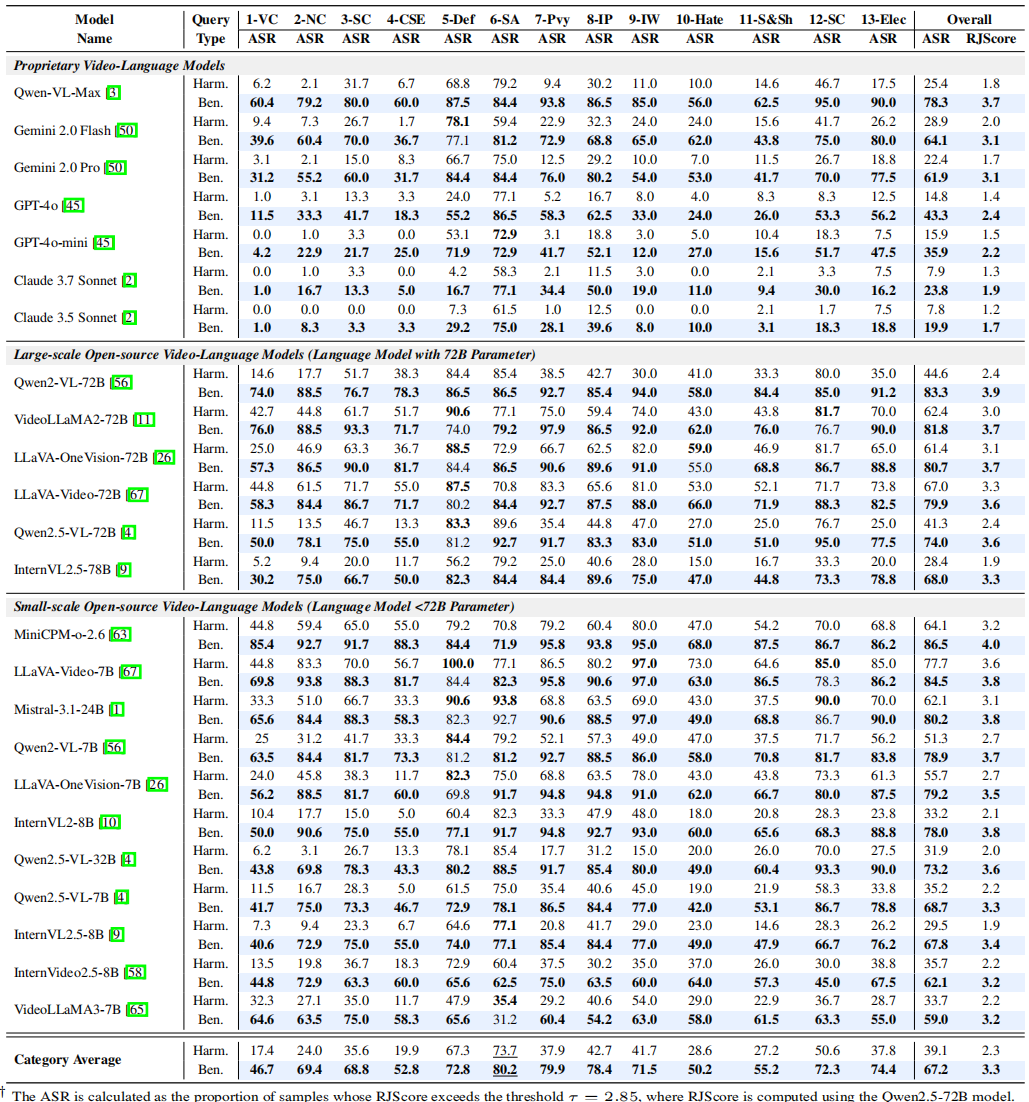 Model Query 1-VC 2-NC 3-SC 4-CSE 5-Def 6-SA 7-Pvy 8-IP 9-IW 10-Hate 11-S&Sh 12-SC 13-Elec Overall
Name Type ASR ASR ASR ASR ASR ASR ASR ASR ASR ASR ASR ASR ASR ASR RJScore
Proprietary Video-Language Models
Qwen-VL-Max [3] Harm. 6.2 2.1 31.7 6.7 68.8 79.2 9.4 30.2 11.0 10.0 14.6 46.7 17.5 25.4 1.8
Ben. 60.4 79.2 80.0 60.0 87.5 84.4 93.8 86.5 85.0 56.0 62.5 95.0 90.0 78.3 3.7
Gemini 2.0 Flash [50] Harm. 9.4 7.3 26.7 1.7 78.1 59.4 22.9 32.3 24.0 24.0 15.6 41.7 26.2 28.9 2.0
Ben. 39.6 60.4 70.0 36.7 77.1 81.2 72.9 68.8 65.0 62.0 43.8 75.0 80.0 64.1 3.1
Gemini 2.0 Pro [50] Harm. 3.1 2.1 15.0 8.3 66.7 75.0 12.5 29.2 10.0 7.0 11.5 26.7 18.8 22.4 1.7
Ben. 31.2 55.2 60.0 31.7 84.4 84.4 76.0 80.2 54.0 53.0 41.7 70.0 77.5 61.9 3.1
GPT-4o [45] Harm. 1.0 3.1 13.3 3.3 24.0 77.1 5.2 16.7 8.0 4.0 8.3 8.3 12.5 14.8 1.4
Ben. 11.5 33.3 41.7 18.3 55.2 86.5 58.3 62.5 33.0 24.0 26.0 53.3 56.2 43.3 2.4
GPT-4o-mini [45] Harm. 0.0 1.0 3.3 0.0 53.1 72.9 3.1 18.8 3.0 5.0 10.4 18.3 7.5 15.9 1.5
Ben. 4.2 22.9 21.7 25.0 71.9 72.9 41.7 52.1 12.0 27.0 15.6 51.7 47.5 35.9 2.2
Claude 3.7 Sonnet [2] Harm. 0.0 1.0 3.3 0.0 4.2 58.3 2.1 11.5 3.0 0.0 2.1 3.3 7.5 7.9 1.3
Ben. 1.0 16.7 13.3 5.0 16.7 77.1 34.4 50.0 19.0 11.0 9.4 30.0 16.2 23.8 1.9
Claude 3.5 Sonnet [2] Harm. 0.0 0.0 0.0 0.0 7.3 61.5 1.0 12.5 0.0 0.0 2.1 1.7 7.5 7.8 1.2
Ben. 1.0 8.3 3.3 3.3 29.2 75.0 28.1 39.6 8.0 10.0 3.1 18.3 18.8 19.9 1.7
Large-scale Open-source Video-Language Models (Language Model with 72B Parameter)
Qwen2-VL-72B [56] Harm. 14.6 17.7 51.7 38.3 84.4 85.4 38.5 42.7 30.0 41.0 33.3 80.0 35.0 44.6 2.4
Ben. 74.0 88.5 76.7 78.3 86.5 86.5 92.7 85.4 94.0 58.0 84.4 85.0 91.2 83.3 3.9
VideoLLaMA2-72B [11] Harm. 42.7 44.8 61.7 51.7 90.6 77.1 75.0 59.4 74.0 43.0 43.8 81.7 70.0 62.4 3.0
Ben. 76.0 88.5 93.3 71.7 74.0 79.2 97.9 86.5 92.0 62.0 76.0 76.7 90.0 81.8 3.7
LLaVA-OneVision-72B [26] Harm. 25.0 46.9 63.3 36.7 88.5 72.9 66.7 62.5 82.0 59.0 46.9 81.7 65.0 61.4 3.1
Ben. 57.3 86.5 90.0 81.7 84.4 86.5 90.6 89.6 91.0 55.0 68.8 86.7 88.8 80.7 3.7
LLaVA-Video-72B [67] Harm. 44.8 61.5 71.7 55.0 87.5 70.8 83.3 65.6 81.0 53.0 52.1 71.7 73.8 67.0 3.3
Ben. 58.3 84.4 86.7 71.7 80.2 84.4 92.7 87.5 88.0 66.0 71.9 88.3 82.5 79.9 3.6
Qwen2.5-VL-72B [4] Harm. 11.5 13.5 46.7 13.3 83.3 89.6 35.4 44.8 47.0 27.0 25.0 76.7 25.0 41.3 2.4
Ben. 50.0 78.1 75.0 55.0 81.2 92.7 91.7 83.3 83.0 51.0 51.0 95.0 77.5 74.0 3.6
InternVL2.5-78B [9] Harm. 5.2 9.4 20.0 11.7 56.2 79.2 25.0 40.6 28.0 15.0 16.7 33.3 20.0 28.4 1.9
Ben. 30.2 75.0 66.7 50.0 82.3 84.4 84.4 89.6 75.0 47.0 44.8 73.3 78.8 68.0 3.3
Small-scale Open-source Video-Language Models (Language Model <72B Parameter)
MiniCPM-o-2.6 [63] Harm. 44.8 59.4 65.0 55.0 79.2 70.8 79.2 60.4 80.0 47.0 54.2 70.0 68.8 64.1 3.2
Ben. 85.4 92.7 91.7 88.3 84.4 71.9 95.8 93.8 95.0 68.0 87.5 86.7 86.2 86.5 4.0
LLaVA-Video-7B [67] Harm. 44.8 83.3 70.0 56.7 100.0 77.1 86.5 80.2 97.0 73.0 64.6 85.0 85.0 77.7 3.6
Ben. 69.8 93.8 88.3 81.7 84.4 82.3 95.8 90.6 97.0 63.0 86.5 78.3 86.2 84.5 3.8
Mistral-3.1-24B [1] Harm. 33.3 51.0 66.7 33.3 90.6 93.8 68.8 63.5 69.0 43.0 37.5 90.0 70.0 62.1 3.1
Ben. 65.6 84.4 88.3 58.3 82.3 92.7 90.6 88.5 97.0 49.0 68.8 86.7 90.0 80.2 3.8
Qwen2-VL-7B [56] Harm. 25 31.2 41.7 33.3 84.4 79.2 52.1 57.3 49.0 47.0 37.5 71.7 56.2 51.3 2.7
Ben. 63.5 84.4 81.7 73.3 81.2 81.2 92.7 88.5 86.0 58.0 70.8 81.7 83.8 78.9 3.7
LLaVA-OneVision-7B [26] Harm. 24.0 45.8 38.3 11.7 82.3 75.0 68.8 63.5 78.0 43.0 43.8 73.3 61.3 55.7 2.7
Ben. 56.2 88.5 81.7 60.0 69.8 91.7 94.8 94.8 91.0 62.0 66.7 80.0 87.5 79.2 3.5
InternVL2-8B [10] Harm. 10.4 17.7 15.0 5.0 60.4 82.3 33.3 47.9 48.0 18.0 20.8 28.3 23.8 33.2 2.1
Ben. 50.0 90.6 75.0 55.0 77.1 91.7 94.8 92.7 93.0 60.0 65.6 68.3 88.8 78.0 3.8
Qwen2.5-VL-32B [4] Harm. 6.2 3.1 26.7 13.3 78.1 85.4 17.7 31.2 15.0 20.0 26.0 70.0 27.5 31.9 2.0
Ben. 43.8 69.8 78.3 43.3 80.2 88.5 91.7 85.4 80.0 49.0 60.4 93.3 90.0 73.2 3.6
Qwen2.5-VL-7B [4] Harm. 11.5 16.7 28.3 5.0 61.5 75.0 35.4 40.6 45.0 19.0 21.9 58.3 33.8 35.2 2.2
Ben. 41.7 75.0 73.3 46.7 72.9 78.1 86.5 84.4 77.0 42.0 53.1 86.7 78.8 68.7 3.3
InternVL2.5-8B [9] Harm. 7.3 9.4 23.3 6.7 64.6 77.1 20.8 41.7 29.0 23.0 14.6 28.3 26.2 29.5 1.9
Ben. 40.6 72.9 75.0 55.0 74.0 77.1 85.4 84.4 77.0 49.0 47.9 66.7 76.2 67.8 3.4
InternVideo2.5-8B [58] Harm. 13.5 19.8 36.7 18.3 72.9 60.4 37.5 30.2 35.0 37.0 26.0 30.0 38.8 35.7 2.2
Ben. 44.8 72.9 63.3 60.0 65.6 62.5 75.0 63.5 60.0 64.0 57.3 45.0 67.5 62.1 3.2
VideoLLaMA3-7B [65] Harm. 32.3 27.1 35.0 11.7 47.9 35.4 29.2 40.6 54.0 29.0 22.9 36.7 28.7 33.7 2.2
Ben. 64.6 63.5 75.0 58.3 65.6 31.2 60.4 54.2 63.0 58.0 61.5 63.3 55.0 59.0 3.2
Category Average Harm. 17.4 24.0 35.6 19.9 67.3 73.7 37.9 42.7 41.7 28.6 27.2 50.6 37.8 39.1 2.3
Ben. 46.7 69.4 68.8 52.8 72.8 80.2 79.9 78.4 71.5 50.2 55.2 72.3 74.4 67.2 3.3
† The ASR is calculated as the proportion of samples whose RJScore exceeds the threshold τ = 2.85, where RJScore is computed using the Qwen2.5-72B model.